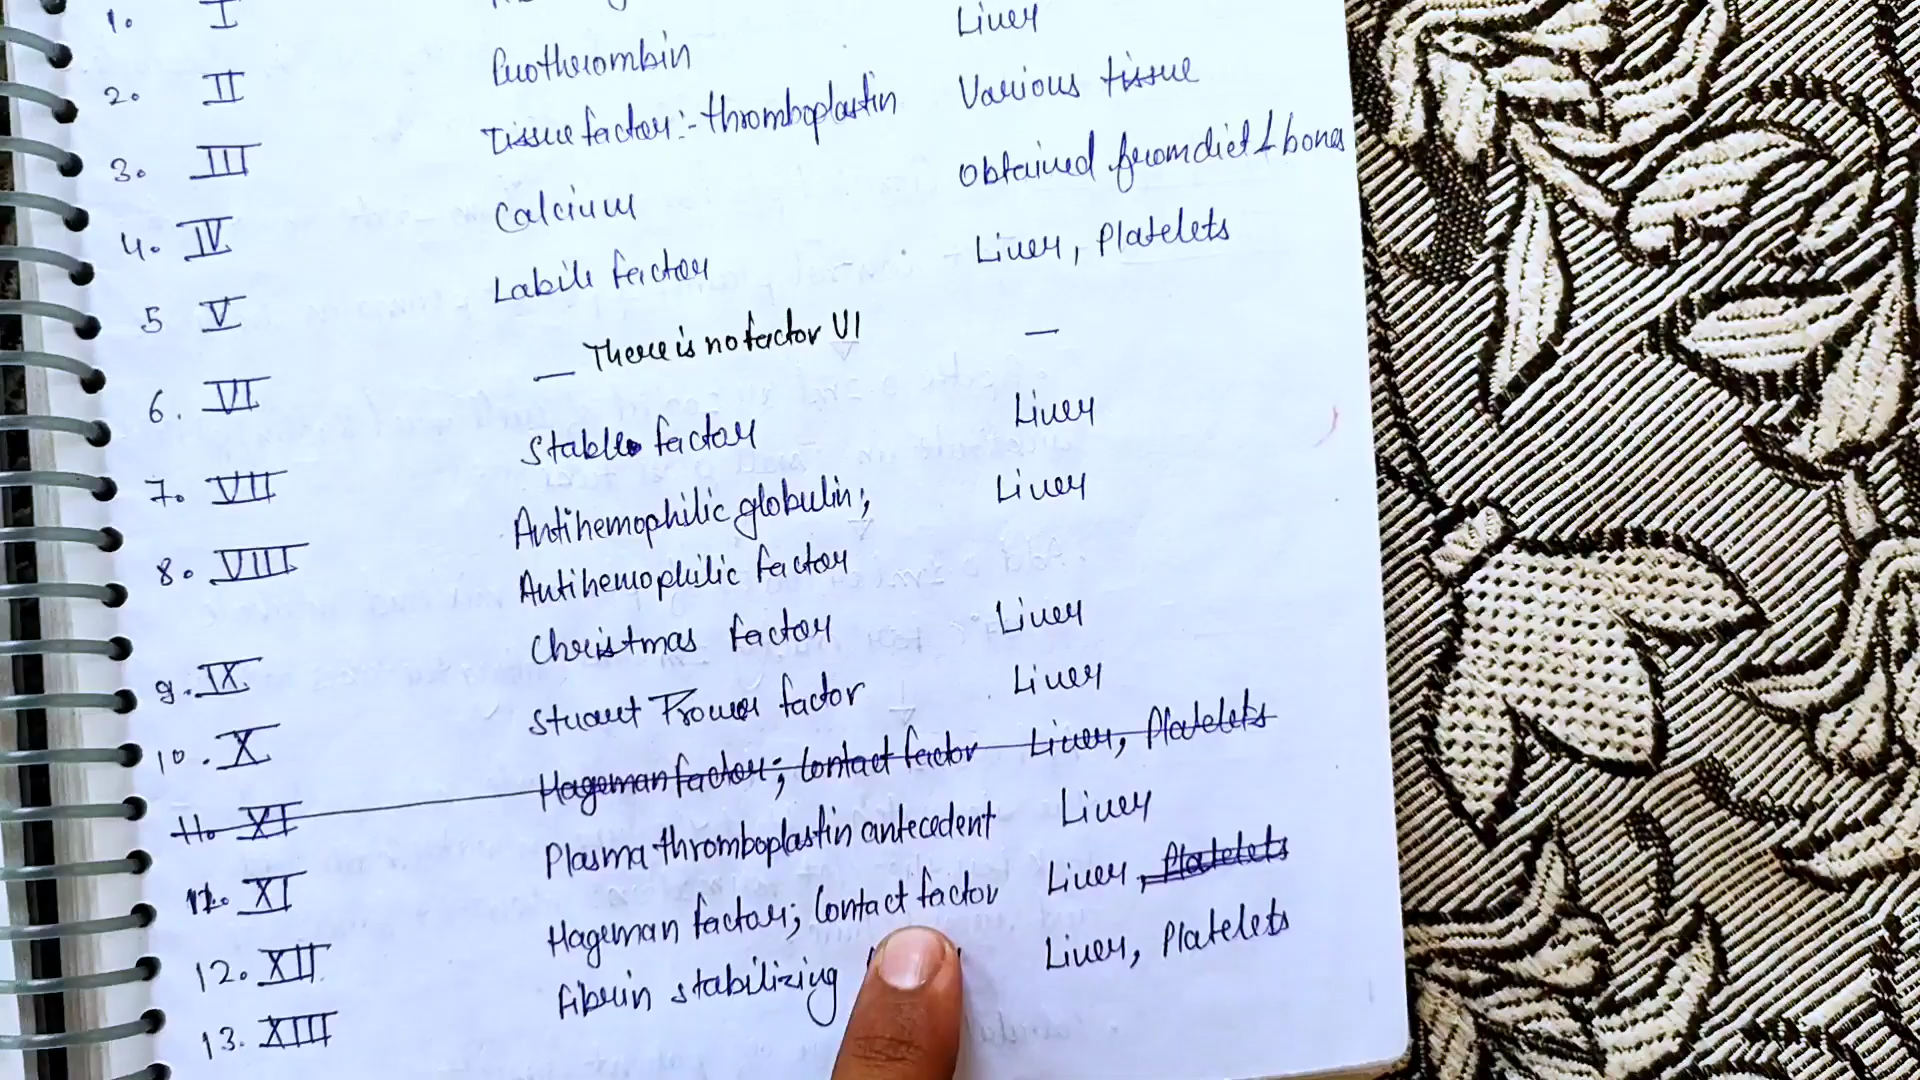 1. I Liver
2. II Prothrombin Various tissue
3. III Tissue factor:- thromboplastin Obtained from diet & bones
4. IV Calcium Liver, Platelets
5 V Labile factor
6. VI — There is no factor VI —
7. VII Stable factor Liver
8. VIII Antihemophilic globulin; Liver
Antihemophilic factor
9. IX Christmas factor Liver
10. X Stuart Prower factor Liver
11. XI Hageman factor; Contact factor Liver, Platelets
11. XI Plasma thromboplastin antecedent Liver
12. XII Hageman factor; Contact factor Liver, Platelets
13. XIII fibrin stabilizing Liver, Platelets